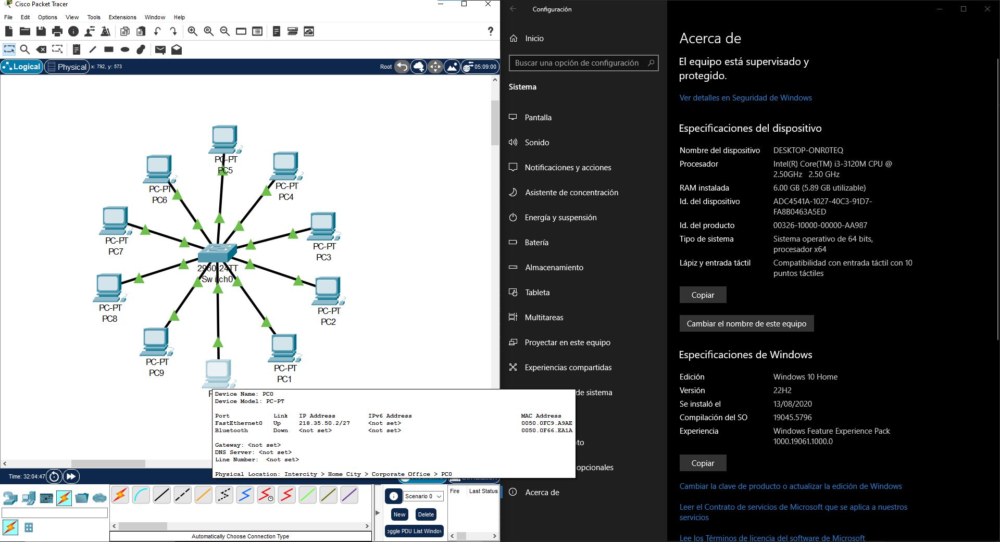 Cisco Packet Tracer
File Edit Options View Tools Extensions Window Help
Logical Physical x: 792, y: 573 Root 05:09:00
PC-PT
PC5
PC-PT
PC4
PC-PT
PC6
PC-PT
PC3
PC-PT
PC7
2960-24TT
Switch0
PC-PT
PC2
PC-PT
PC8
PC-PT
PC1
PC-PT
PC9
Device Name: PC0
Device Model: PC-PT
Port Link IP Address IPv6 Address MAC Address
FastEthernet0 Up 218.35.50.2/27 <not set> 0050.0FC9.A9AE
Bluetooth Down <not set> <not set> 0050.0F66.EA1A
Gateway: <not set>
DNS Server: <not set>
Line Number: <not set>
Physical Location: Intercity > Home City > Corporate Office > PC0
Time: 32:04:47
Scenario 0
New Delete
oggle PDU List Window
Fire Last Status
Automatically Choose Connection Type
Configuración
Inicio
Buscar una opción de configuración
Sistema
Pantalla
Sonido
Notificaciones y acciones
Asistente de concentración
Energía y suspensión
Batería
Almacenamiento
Tableta
Multitareas
Proyectar en este equipo
Experiencias compartidas
de sistema
to
opcionales
Acerca de
Acerca de
El equipo está supervisado y
protegido.
Ver detalles en Seguridad de Windows
Especificaciones del dispositivo
Nombre del dispositivo DESKTOP-ONR0TEQ
Procesador Intel(R) Core(TM) i3-3120M CPU @
2.50GHz 2.50 GHz
RAM instalada 6.00 GB (5.89 GB utilizable)
Id. del dispositivo ADC4541A-1027-40C3-91D7-
FA8B0463A5ED
Id. del producto 00326-10000-00000-AA987
Tipo de sistema Sistema operativo de 64 bits,
procesador x64
Lápiz y entrada táctil Compatibilidad con entrada táctil con 10
puntos táctiles
Copiar
Cambiar el nombre de este equipo
Especificaciones de Windows
Edición Windows 10 Home
Versión 22H2
Se instaló el 13/08/2020
Compilación del SO 19045.5796
Experiencia Windows Feature Experience Pack
1000.19061.1000.0
Copiar
Cambiar la clave de producto o actualizar la edición de Windows
Leer el Contrato de servicios de Microsoft que se aplica a nuestros
servicios
Lee los Términos de licencia del software de Microsoft